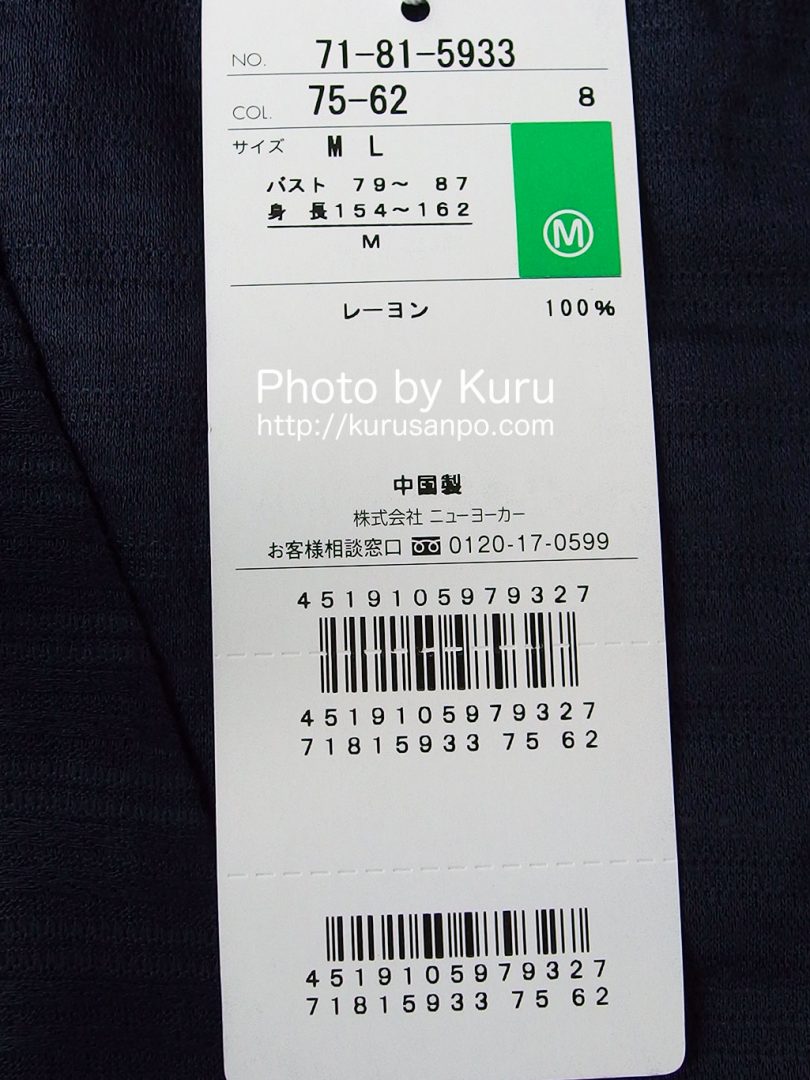 NO. 71-81-5933
COL. 75-62 8
サイズ M L
バスト 79～ 87
身 長154～162
M
Ⓜ
レーヨン 100%
Photo by Kuru
http://kurusanpo.com
中国製
株式会社 ニューヨーカー
お客様相談窓口 0120-17-0599
4519105979327
4519105979327
71815933 75 62
4519105979327
71815933 75 62